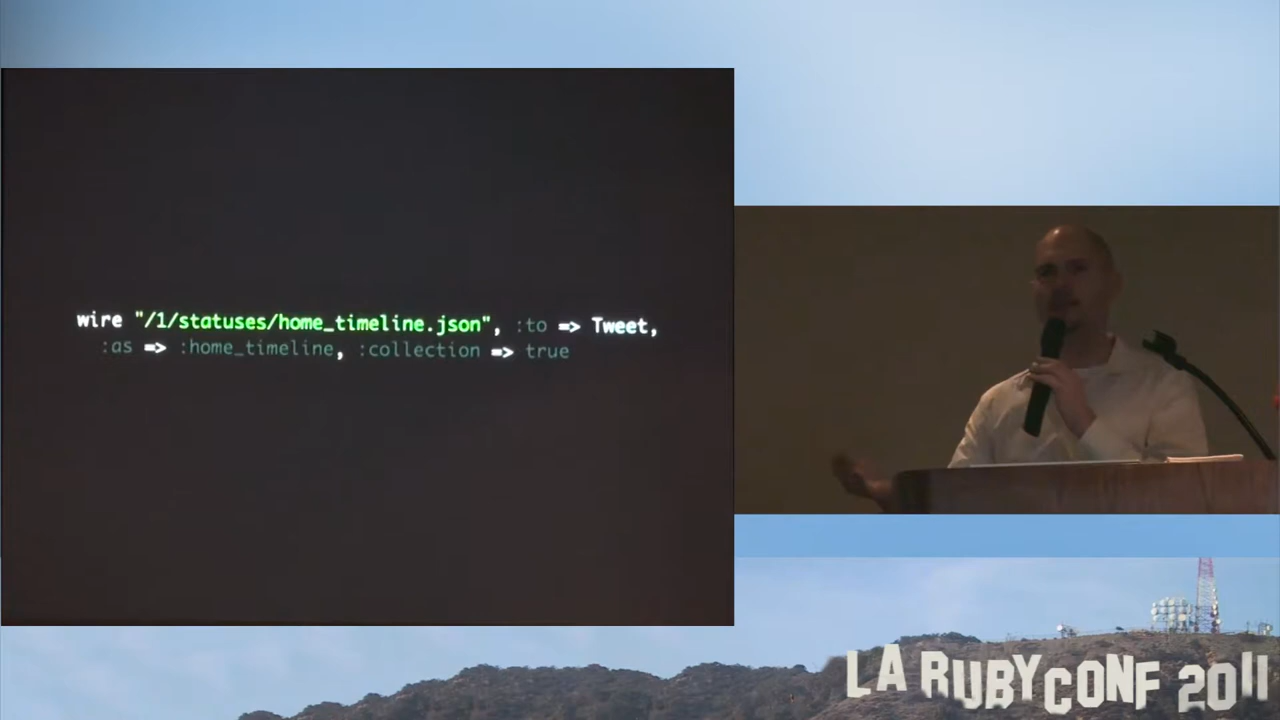 wire "/1/statuses/home_timeline.json", :to => Tweet,
:as => :home_timeline, :collection => true
LA RUBYCONF 2011